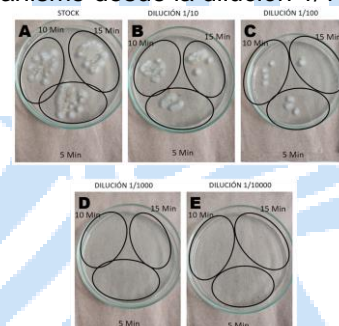 STOCK
DILUCIÓN 1/10
DILUCIÓN 1/100
A
10 Min
15 Min
5 Min
B
10 Min
15 Min
5 Min
C
10 Min
15 Min
5 Min
DILUCIÓN 1/1000
DILUCIÓN 1/10000
D
10 Min
15 Min
5 Min
E
10 Min
15 Min
5 Min